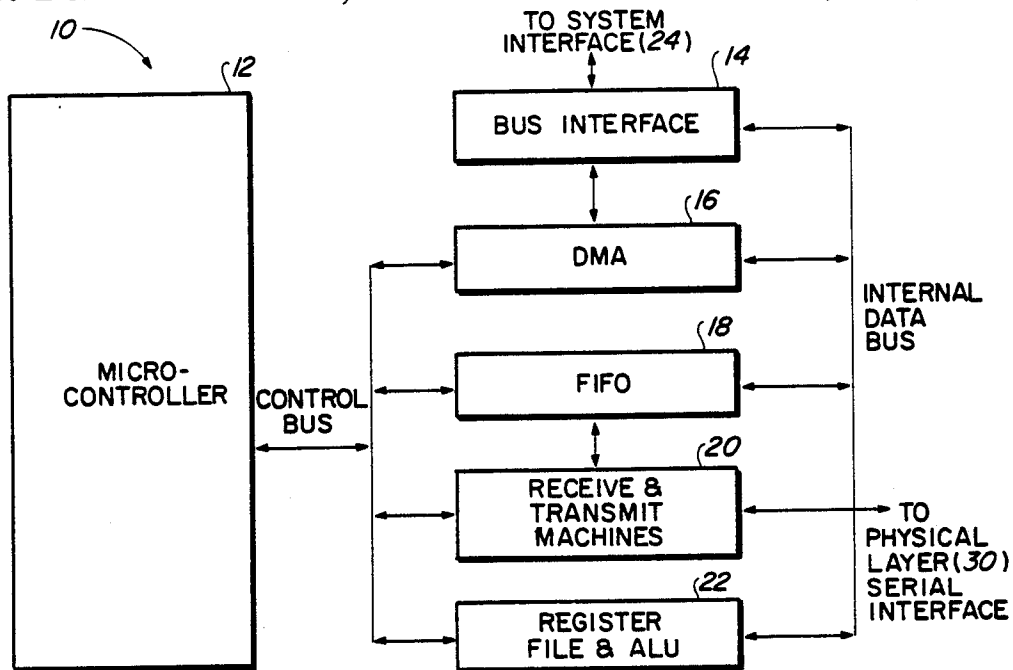 10
12
TO SYSTEM
INTERFACE(24)
14
BUS INTERFACE
16
DMA
18
FIFO
INTERNAL
DATA
BUS
MICRO-
CONTROLLER
CONTROL
BUS
20
RECEIVE &
TRANSMIT
MACHINES
TO
PHYSICAL
LAYER(30)
SERIAL
INTERFACE
22
REGISTER
FILE & ALU